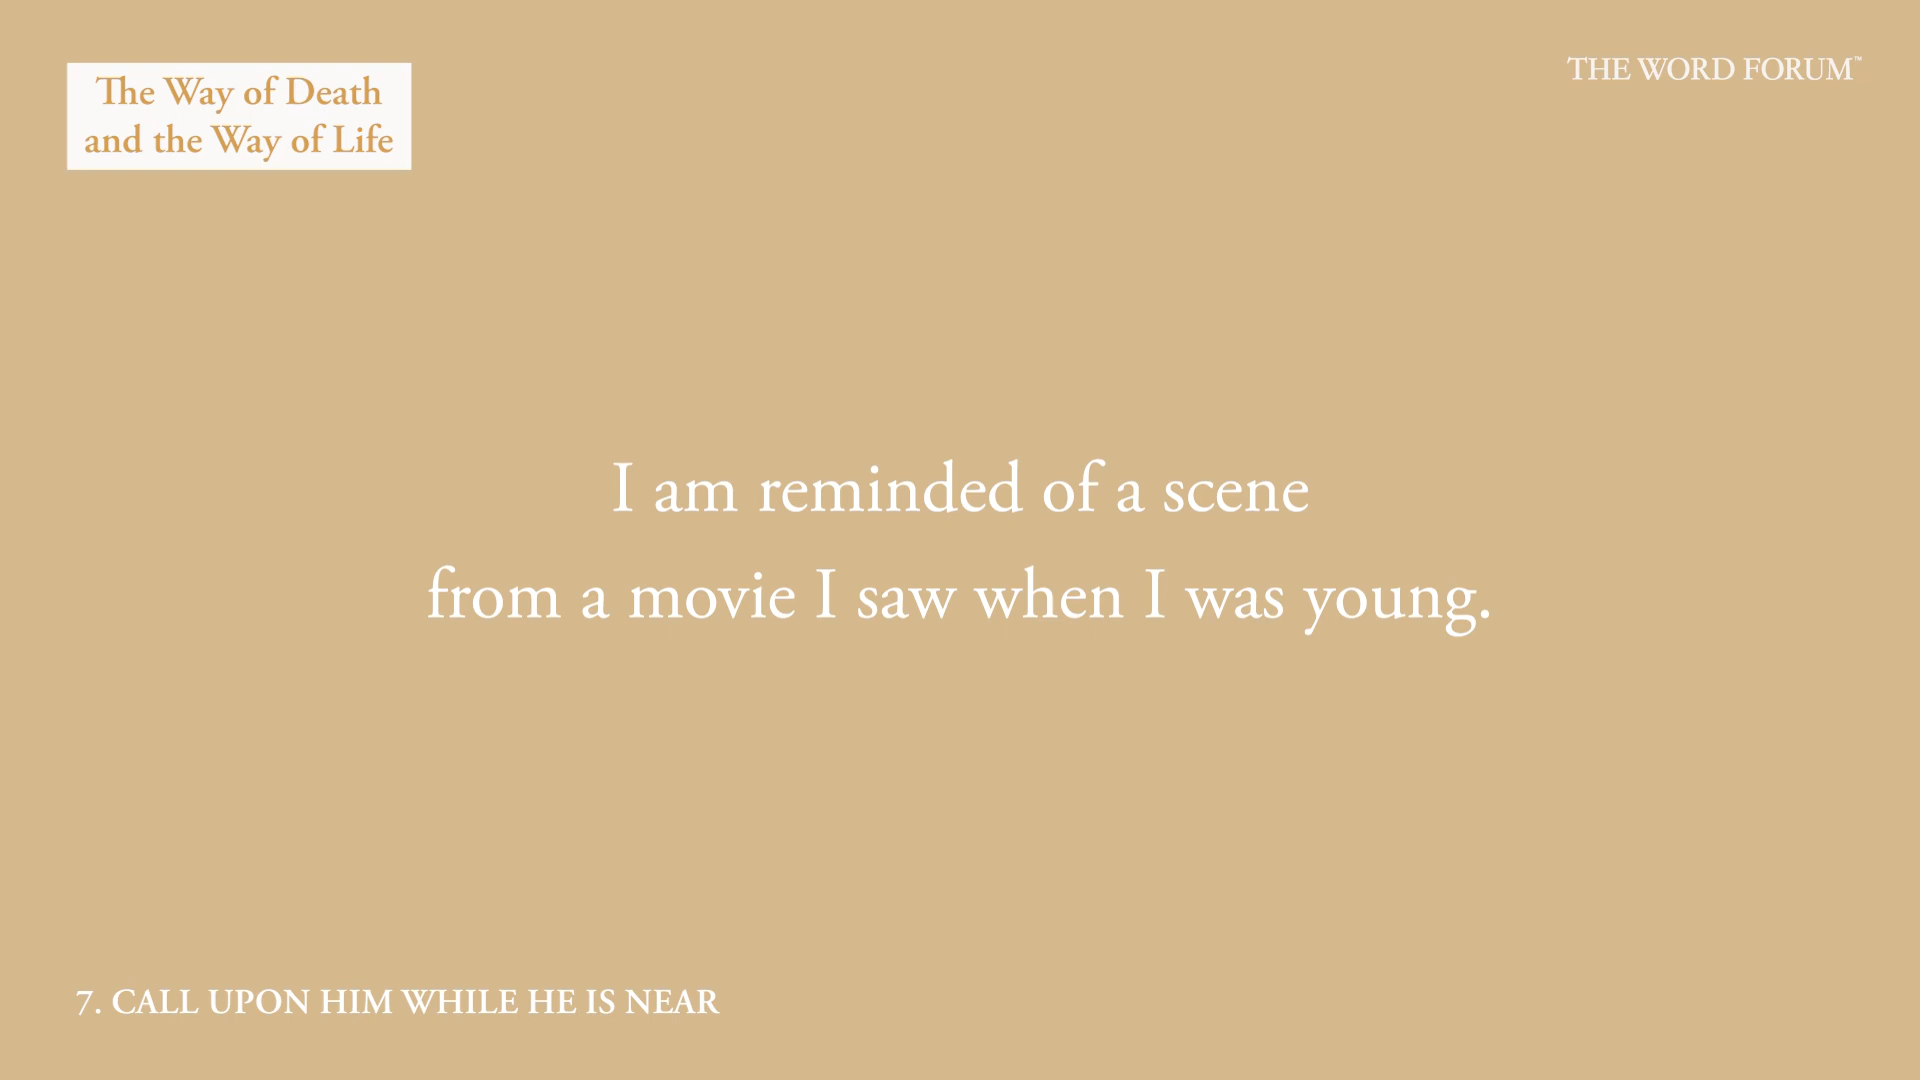 The Way of Death
and the Way of Life
THE WORD FORUM™
I am reminded of a scene
from a movie I saw when I was young.
7. CALL UPON HIM WHILE HE IS NEAR